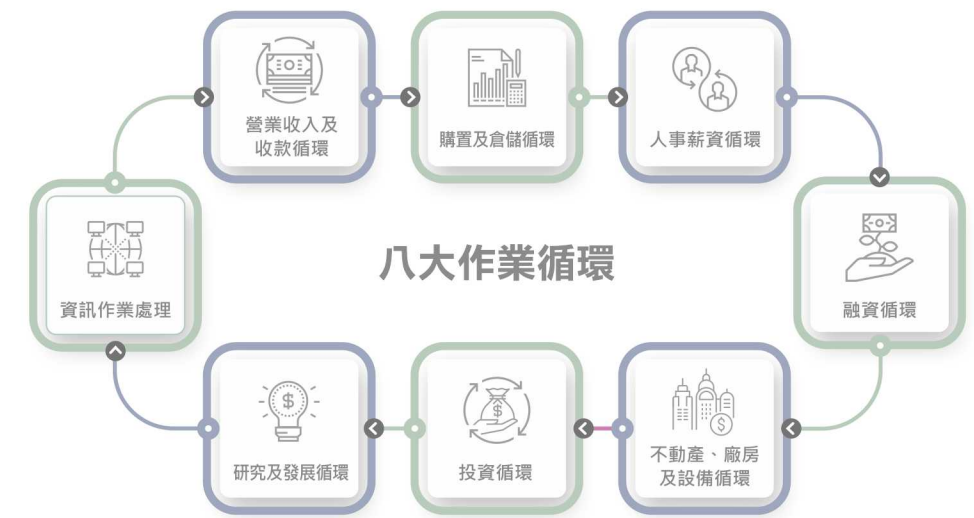 營業收入及
收款循環
購置及倉儲循環
人事薪資循環
八大作業循環
資訊作業處理
融資循環
研究及發展循環
投資循環
不動產、廠房
及設備循環